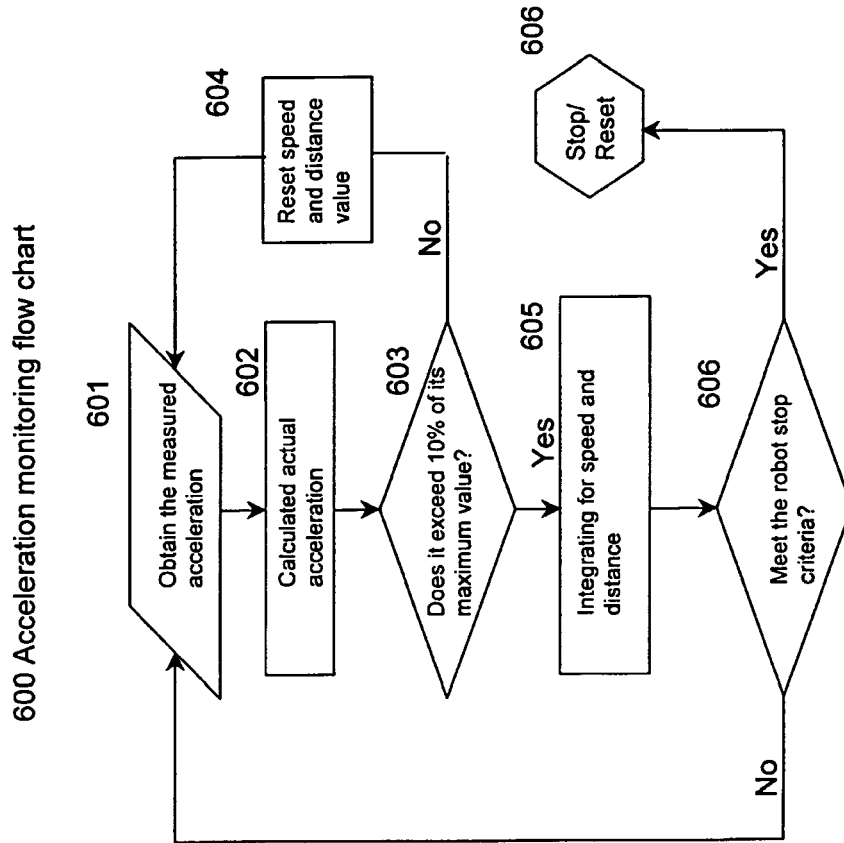 600 Acceleration monitoring flow chart
601
Obtain the measured
acceleration
602
Calculated actual
acceleration
603
Does it exceed 10% of its
maximum value?
No
604
Reset speed
and distance
value
Yes
605
Integrating for speed and
distance
606
Meet the robot stop
criteria?
No
Yes
606
Stop/
Reset